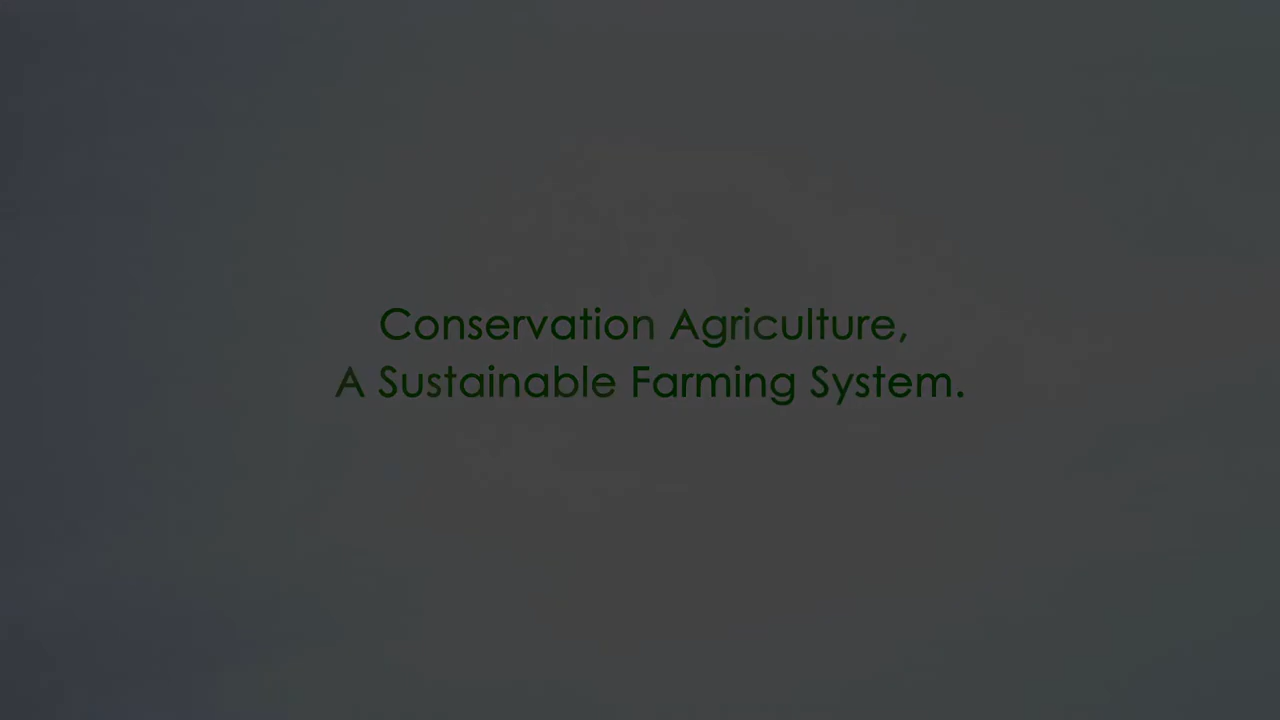 Conservation Agriculture,
A Sustainable Farming System.